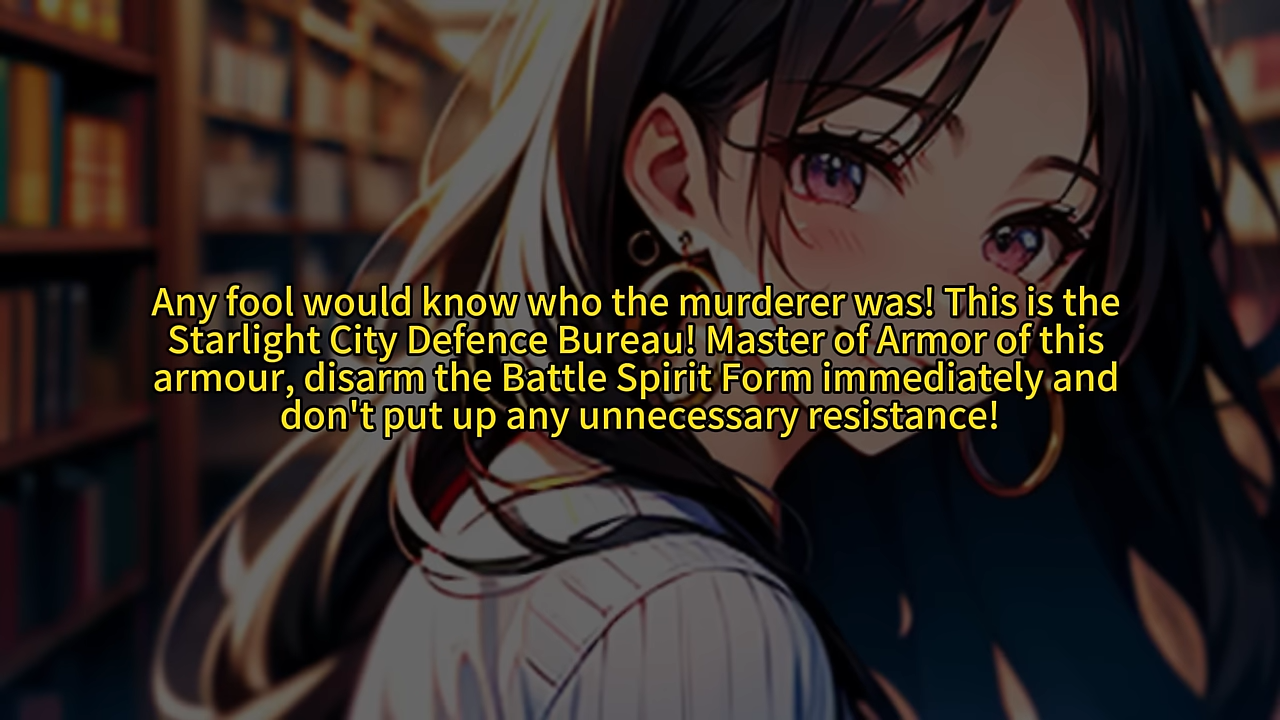 Any fool would know who the murderer was! This is the
Starlight City Defence Bureau! Master of Armor of this
armour, disarm the Battle Spirit Form immediately and
don't put up any unnecessary resistance!